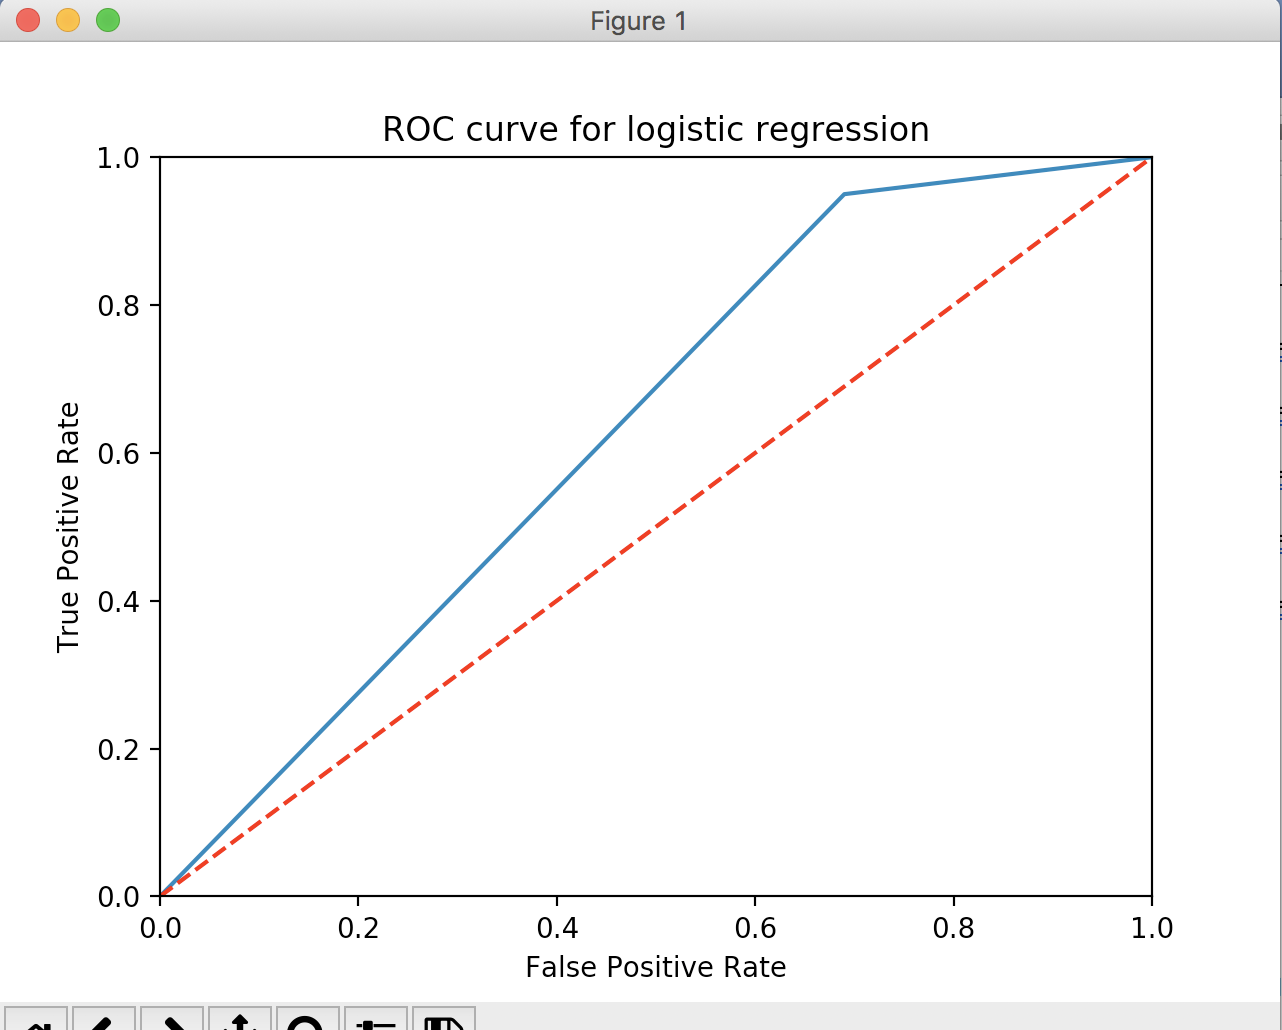 Figure 1
ROC curve for logistic regression
1.0
0.8
0.6
0.4
0.2
0.0
True Positive Rate
0.0 0.2 0.4 0.6 0.8 1.0
False Positive Rate